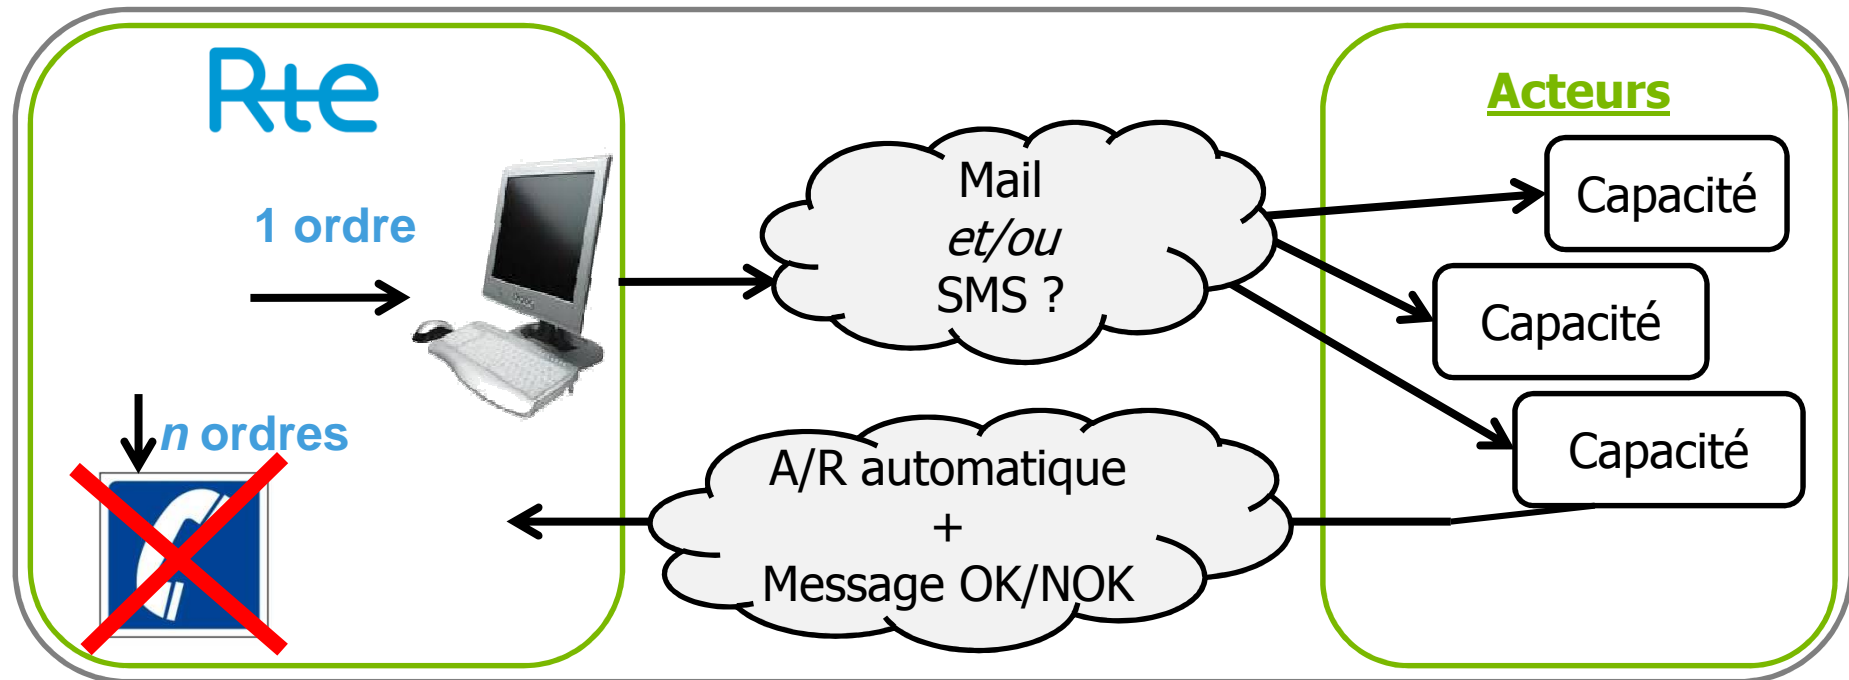 Rte
1 ordre
n ordres
Mail
et/ou
SMS ?
A/R automatique
+
Message OK/NOK
Acteurs
Capacité
Capacité
Capacité